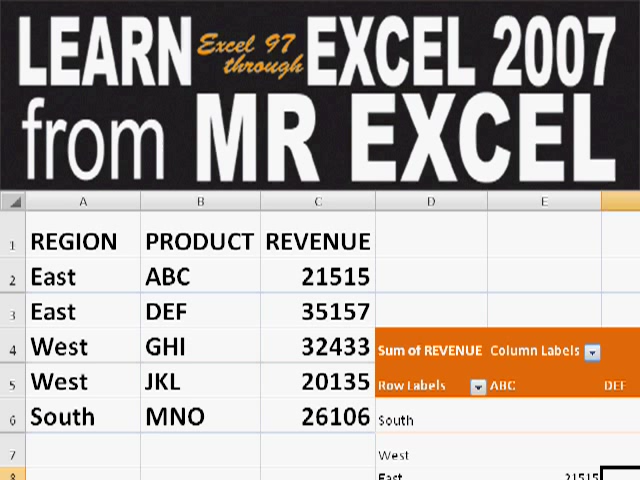 LEARN Excel 97 through EXCEL 2007
from MR EXCEL
A B C D E
1 REGION PRODUCT REVENUE
2 East ABC 21515
3 East DEF 35157
4 West GHI 32433 Sum of REVENUE Column Labels
5 West JKL 20135 Row Labels ABC DEF
6 South MNO 26106 South
7 West
8 East 21515